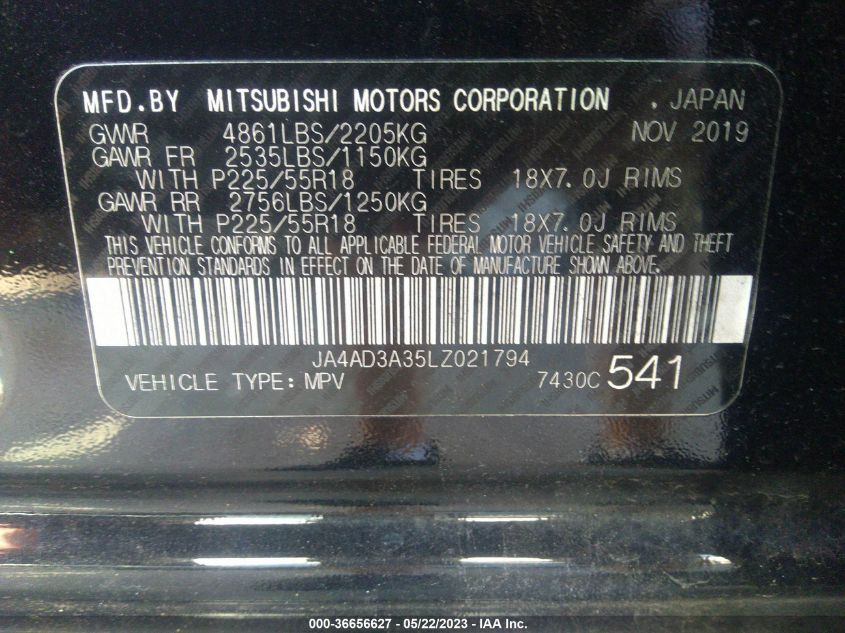 MFD.BY MITSUBISHI MOTORS CORPORATION . JAPAN
GVWR 4861LBS/2205KG NOV 2019
GAWR FR 2535LBS/1150KG
WITH P225/55R18 TIRES 18X7.0J RIMS
GAWR RR 2756LBS/1250KG
WITH P225/55R18 TIRES 18X7.0J RIMS
THIS VEHICLE CONFORMS TO ALL APPLICABLE FEDERAL MOTOR VEHICLE SAFETY AND THEFT
PREVENTION STANDARDS IN EFFECT ON THE DATE OF MANUFACTURE SHOWN ABOVE.
JA4AD3A35LZ021794
VEHICLE TYPE: MPV 7430C 541
000-36656627 - 05/22/2023 - IAA Inc.